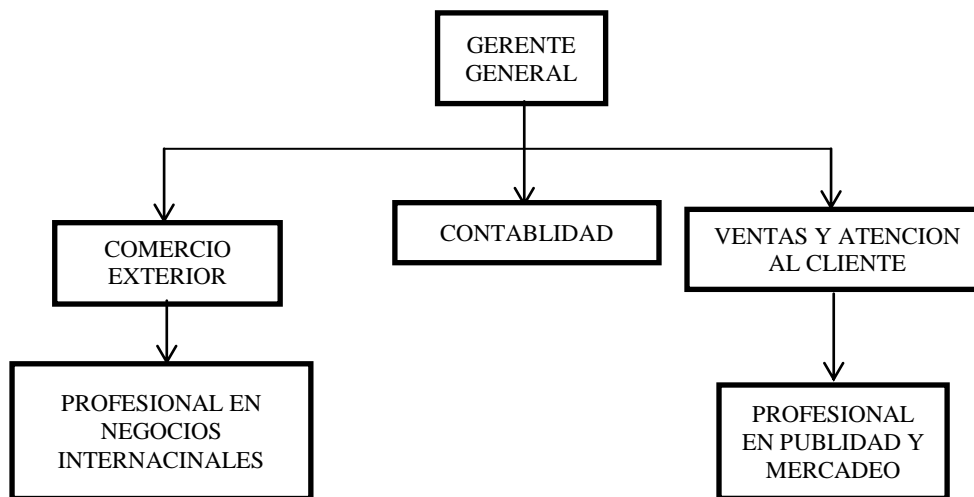 GERENTE
GENERAL
COMERCIO
EXTERIOR
CONTABLIDAD
VENTAS Y ATENCION
AL CLIENTE
PROFESIONAL EN
NEGOCIOS
INTERNACINALES
PROFESIONAL
EN PUBLIDAD Y
MERCADEO